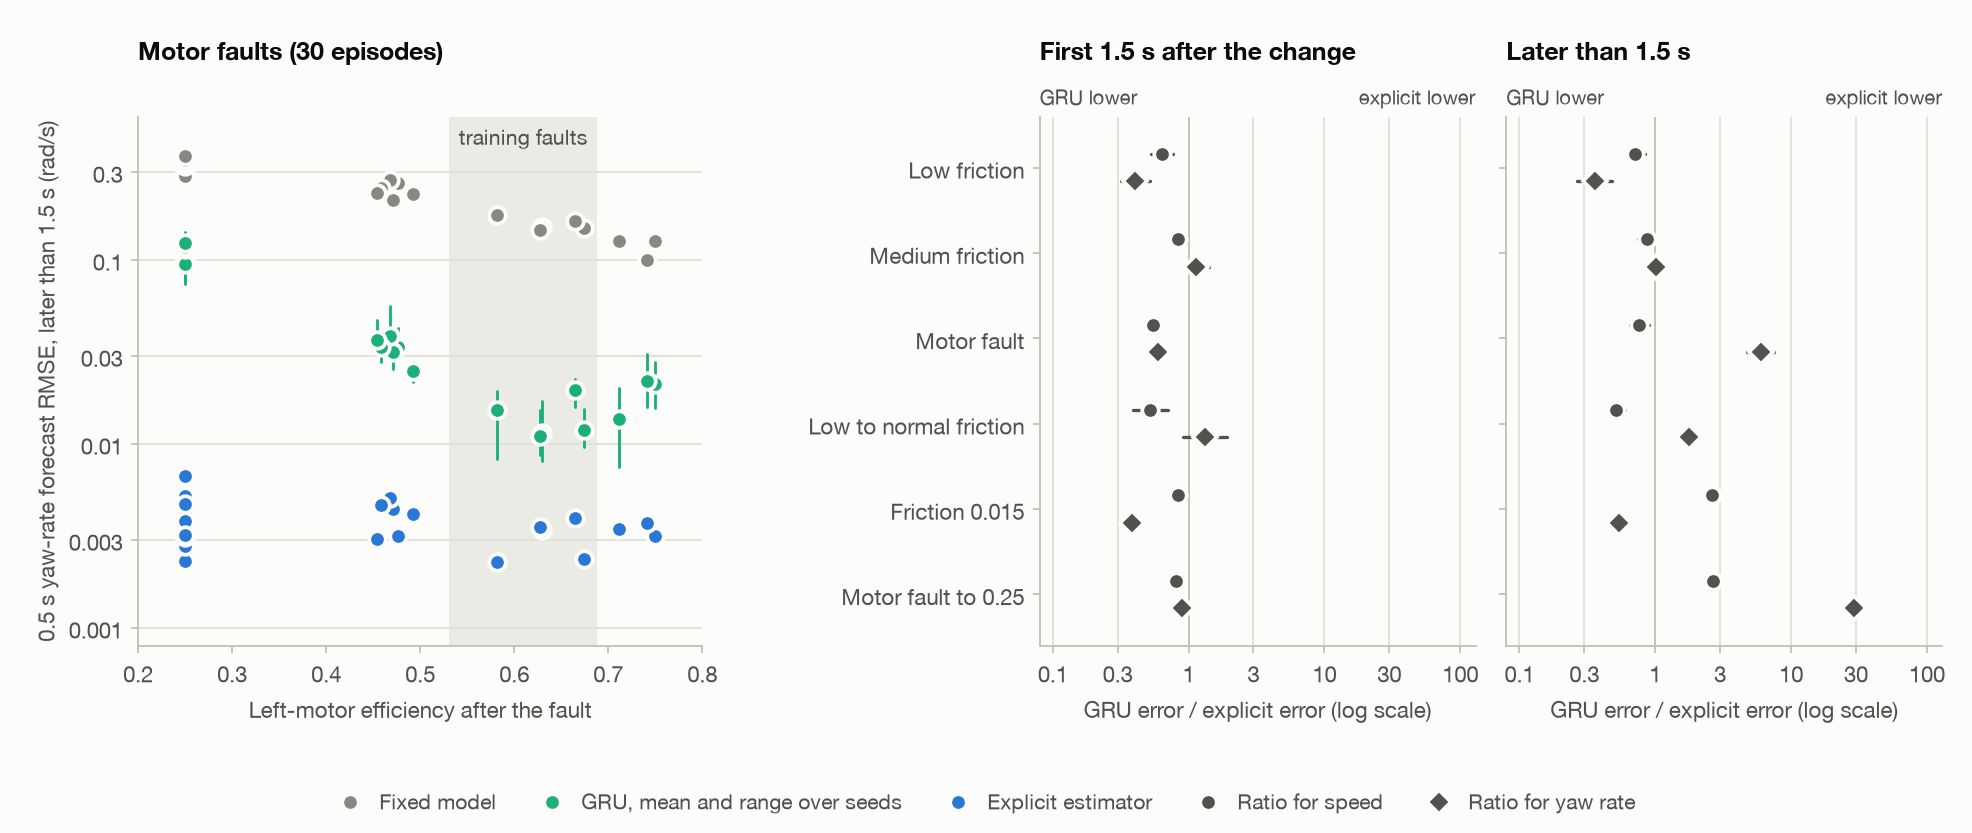 Motor faults (30 episodes)
training faults
0.5 s yaw-rate forecast RMSE, later than 1.5 s (rad/s)
0.3
0.1
0.03
0.01
0.003
0.001
0.2 0.3 0.4 0.5 0.6 0.7 0.8
Left-motor efficiency after the fault
First 1.5 s after the change
GRU lower explicit lower
Low friction
Medium friction
Motor fault
Low to normal friction
Friction 0.015
Motor fault to 0.25
0.1 0.3 1 3 10 30 100
GRU error / explicit error (log scale)
Later than 1.5 s
GRU lower explicit lower
0.1 0.3 1 3 10 30 100
GRU error / explicit error (log scale)
Fixed model GRU, mean and range over seeds Explicit estimator Ratio for speed Ratio for yaw rate